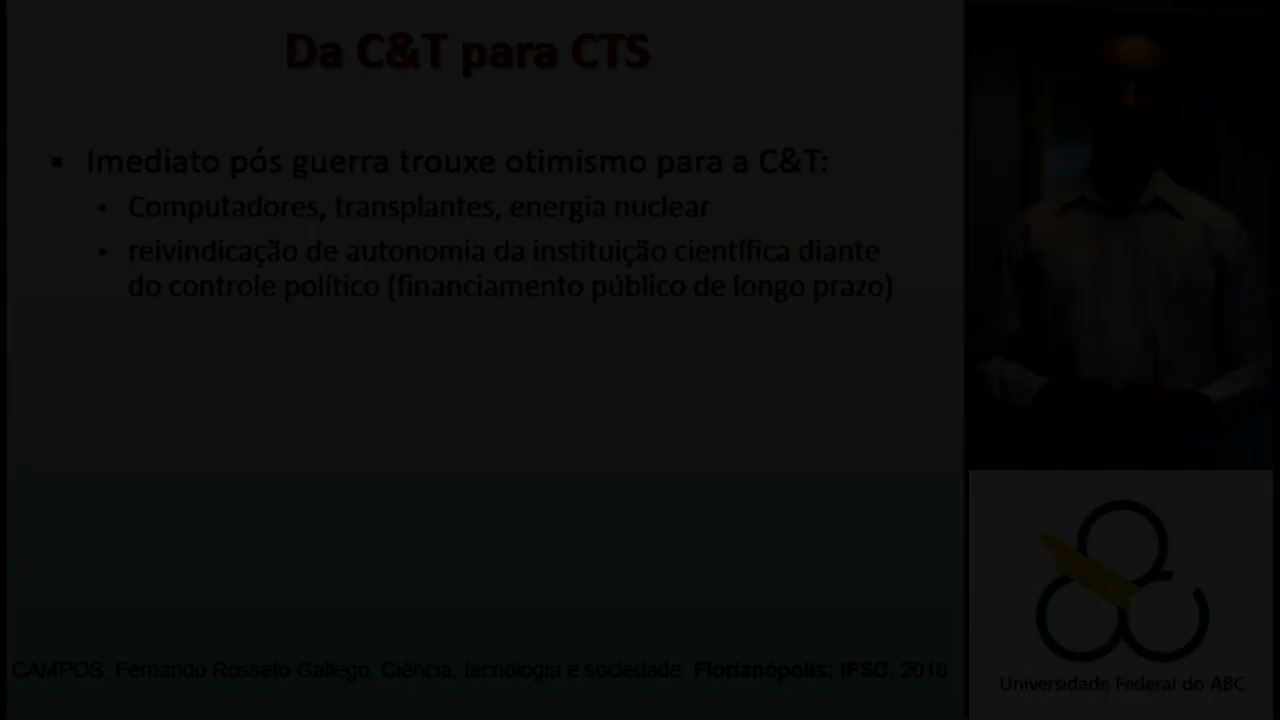 Da C&T para CTS
Imediato pós guerra trouxe otimismo para a C&T:
Computadores, transplantes, energia nuclear
reivindicação de autonomia da instituição científica diante
do controle político (financiamento público de longo prazo)
CAMPOS, Fernando Rosseto Gallego. Ciência, tecnologia e sociedade. Florianópolis: IFSC, 2010
Universidade Federal do ABC